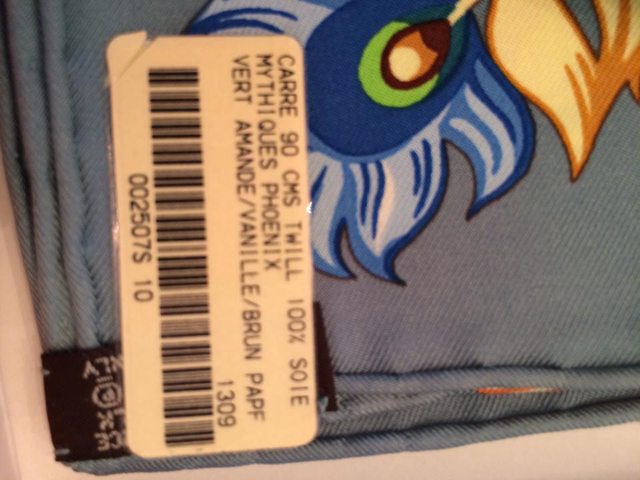 CARRE 90 CMS TWILL 100% SOIE
MYTHIQUES PHOENIX
VERT AMANDE/VANILLE/BRUN PAPF
1309
002507S 10